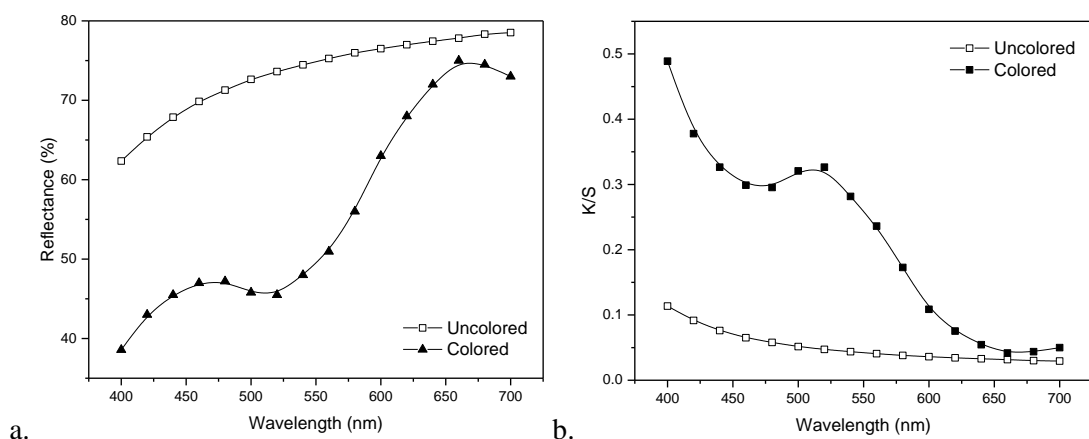 80
70
60
50
40
Reflectance (%)
400 450 500 550 600 650 700
Wavelength (nm)
Uncolored
Colored
a.
0.5
0.4
0.3
0.2
0.1
0.0
K/S
400 450 500 550 600 650 700
Wavelength (nm)
Uncolored
Colored
b.